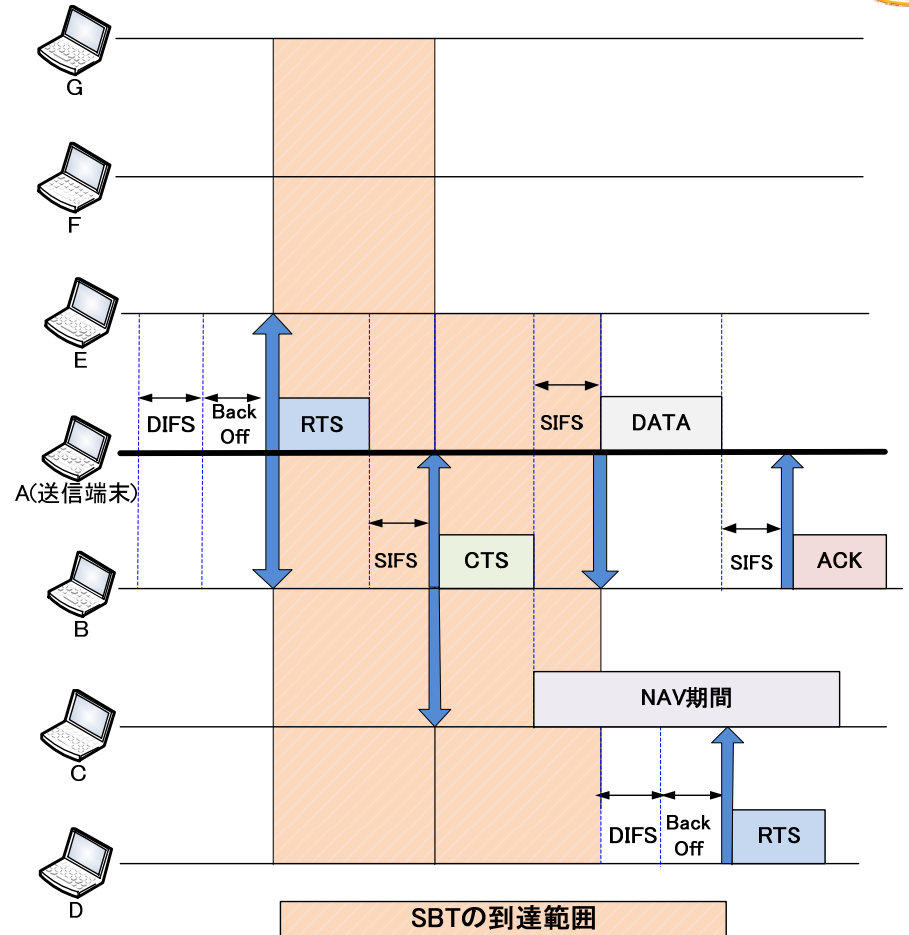 G
F
E
DIFS
Back
Off
RTS
SIFS
DATA
A(送信端末)
SIFS
CTS
SIFS
ACK
B
NAV期間
C
DIFS
Back
Off
RTS
D
SBTの到達範囲